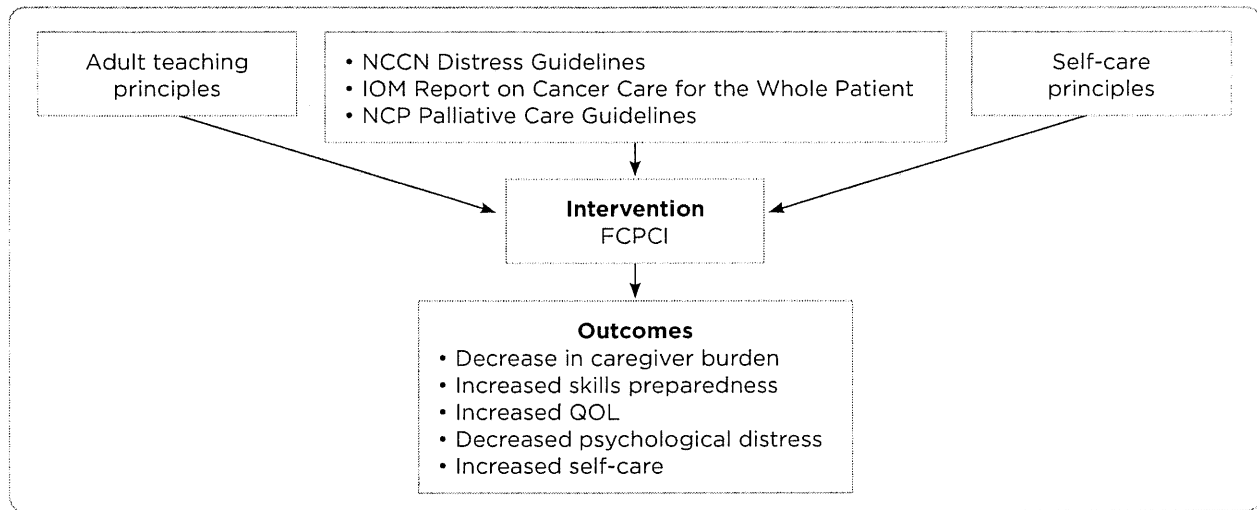 Adult teaching
principles
• NCCN Distress Guidelines
• IOM Report on Cancer Care for the Whole Patient
• NCP Palliative Care Guidelines
Self-care
principles
Intervention
FCPCI
Outcomes
• Decrease in caregiver burden
• Increased skills preparedness
• Increased QOL
• Decreased psychological distress
• Increased self-care